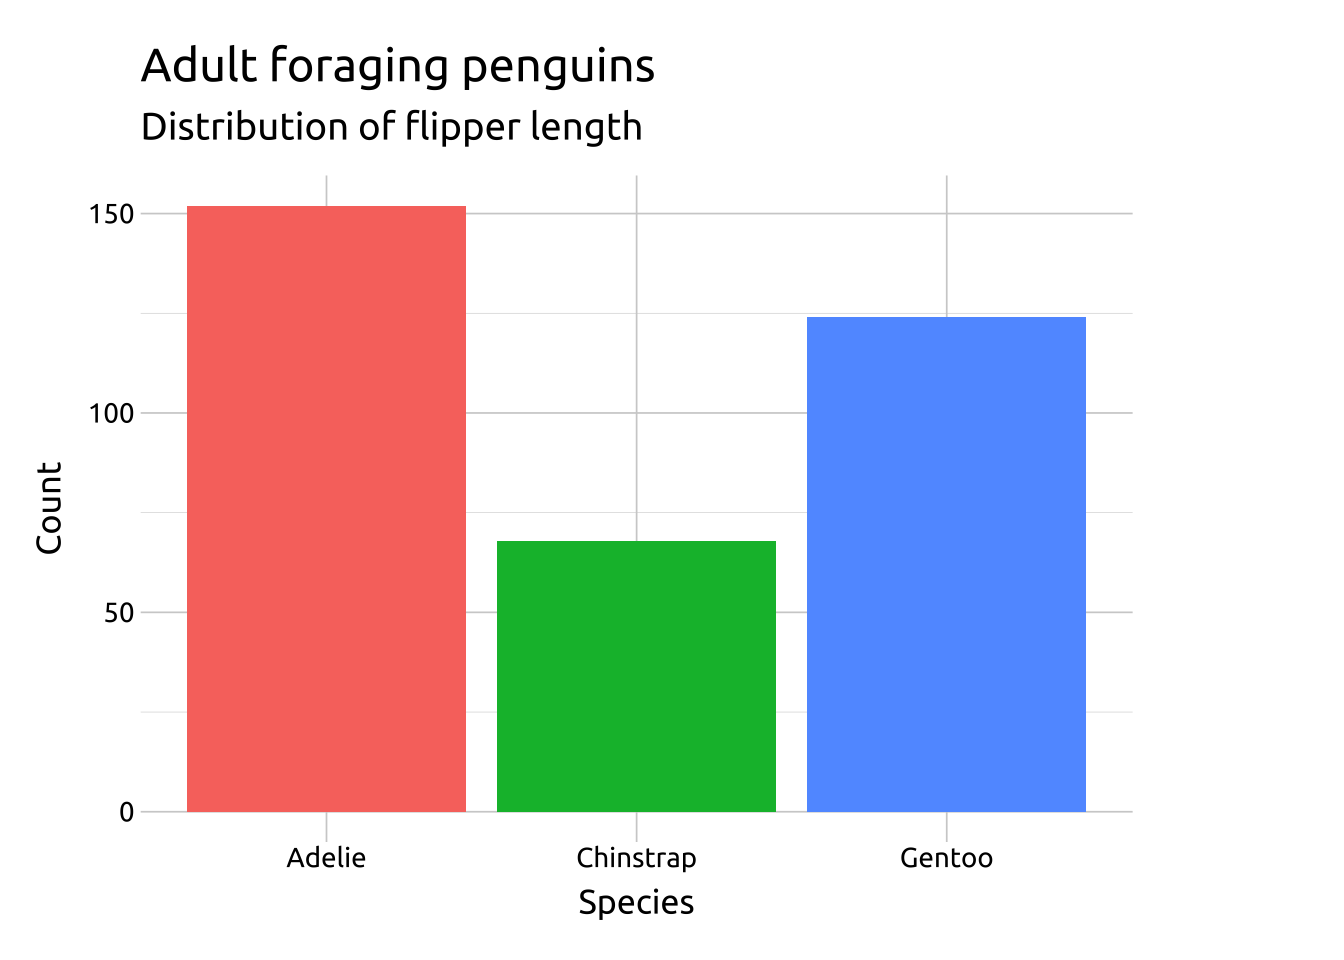 Adult foraging penguins
Distribution of flipper length
150
100
50
0
Count
Adelie Chinstrap Gentoo
Species